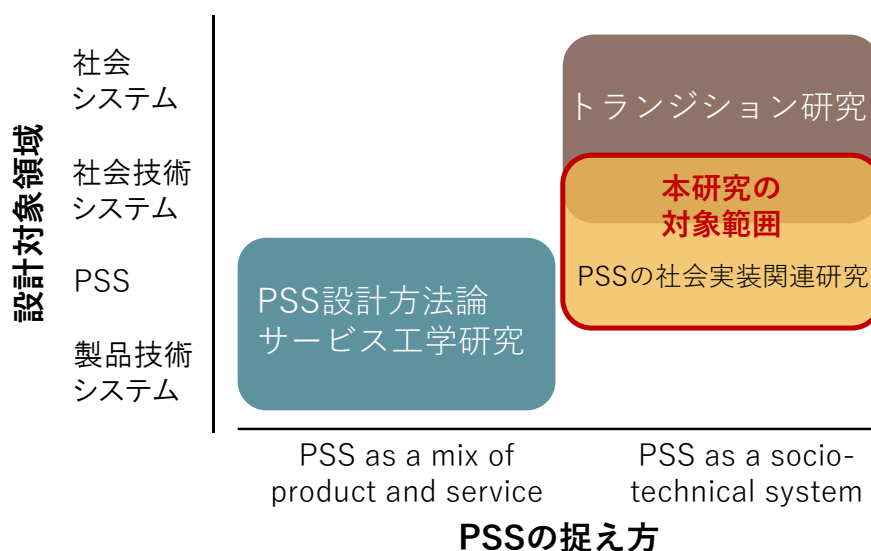 設計対象領域
社会
システム
社会技術
システム
PSS
製品技術
システム
トランジション研究
本研究の
対象範囲
PSSの社会実装関連研究
PSS設計方法論
サービス工学研究
PSS as a mix of
product and service
PSS as a socio-
technical system
PSSの捉え方